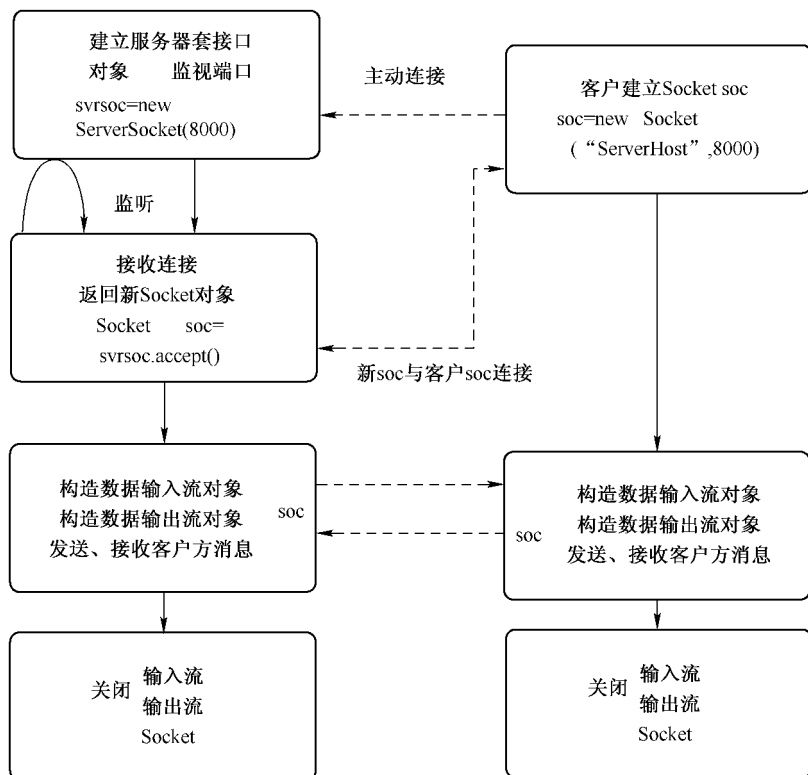 建立服务器套接口
对象 监视端口
svrsoc=new
ServerSocket(8000)
主动连接
客户建立Socket soc
soc=new Socket
(“ServerHost”,8000)
监听
接收连接
返回新Socket对象
Socket soc=
svrsoc.accept()
新soc与客户soc连接
构造数据输入流对象
构造数据输出流对象
发送、接收客户方消息
soc
soc
构造数据输入流对象
构造数据输出流对象
发送、接收客户方消息
关闭
输入流
输出流
Socket
关闭
输入流
输出流
Socket